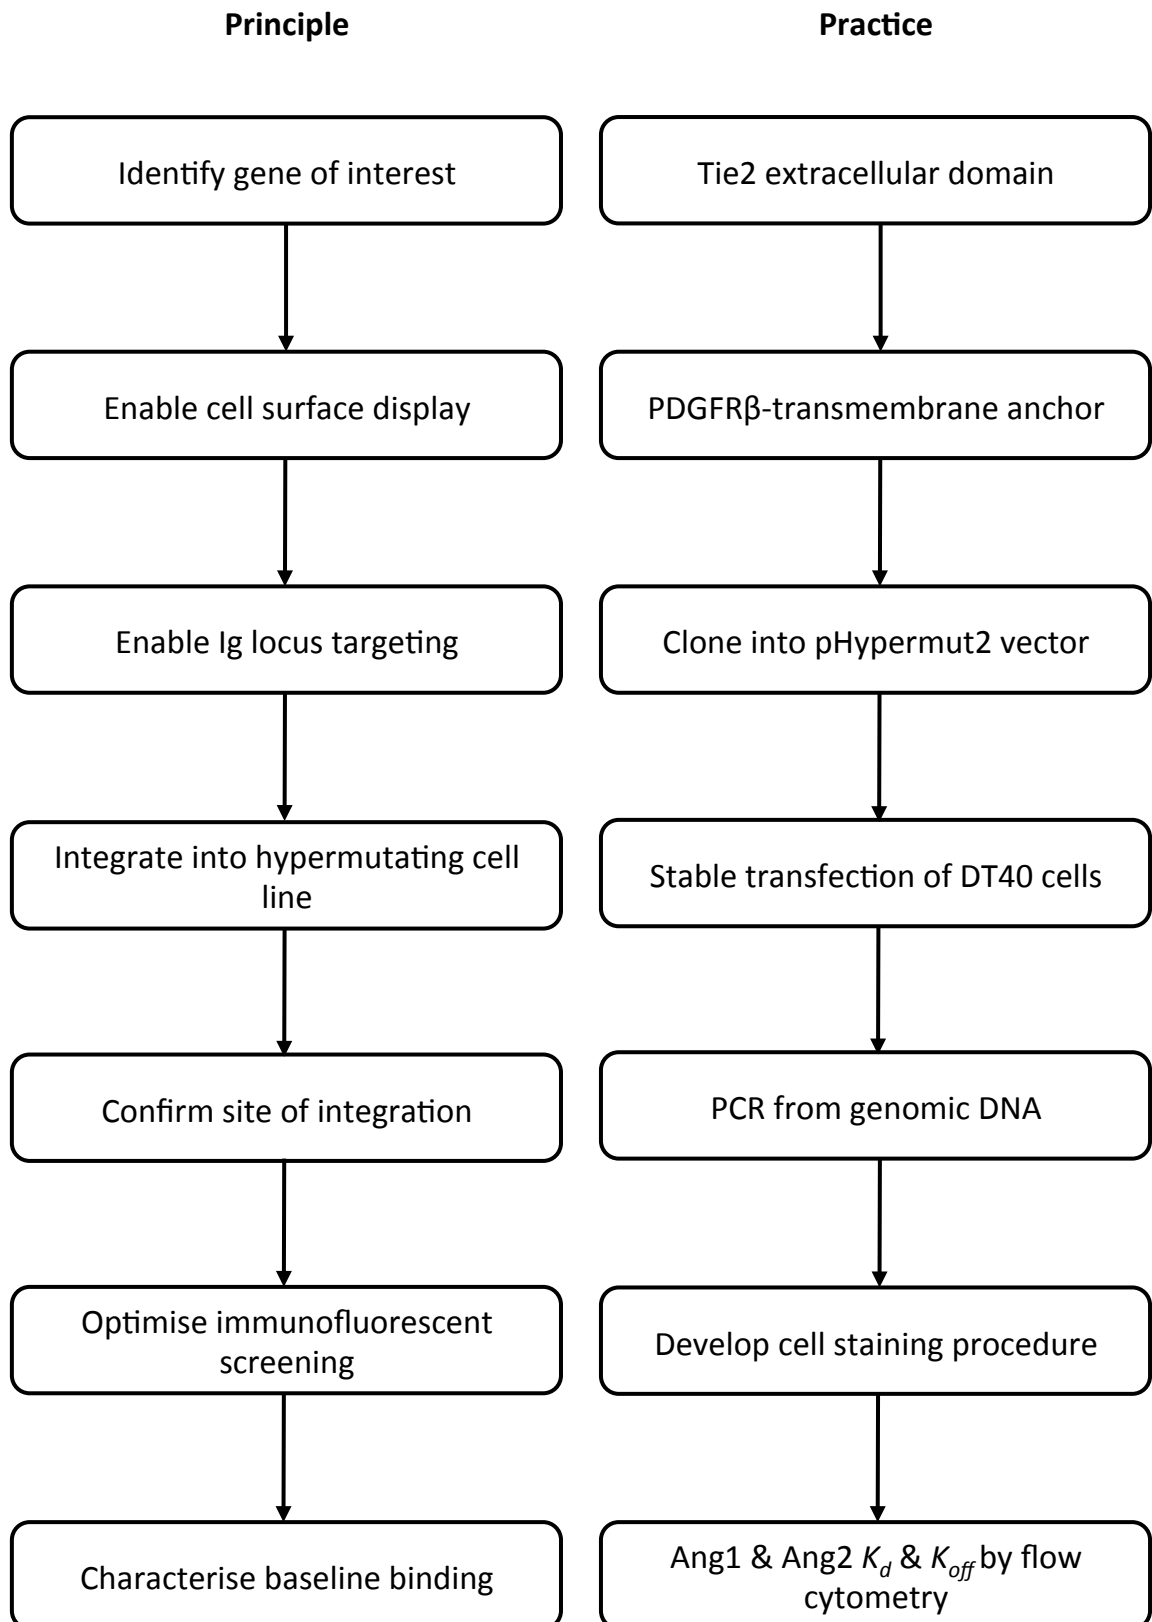 Principle
Practice
Identify gene of interest
Tie2 extracellular domain
Enable cell surface display
PDGFRβ-transmembrane anchor
Enable Ig locus targeting
Clone into pHypermut2 vector
Integrate into hypermutating cell
line
Stable transfection of DT40 cells
Confirm site of integration
PCR from genomic DNA
Optimise immunofluorescent
screening
Develop cell staining procedure
Characterise baseline binding
Ang1 & Ang2 Kd & Koff by flow
cytometry